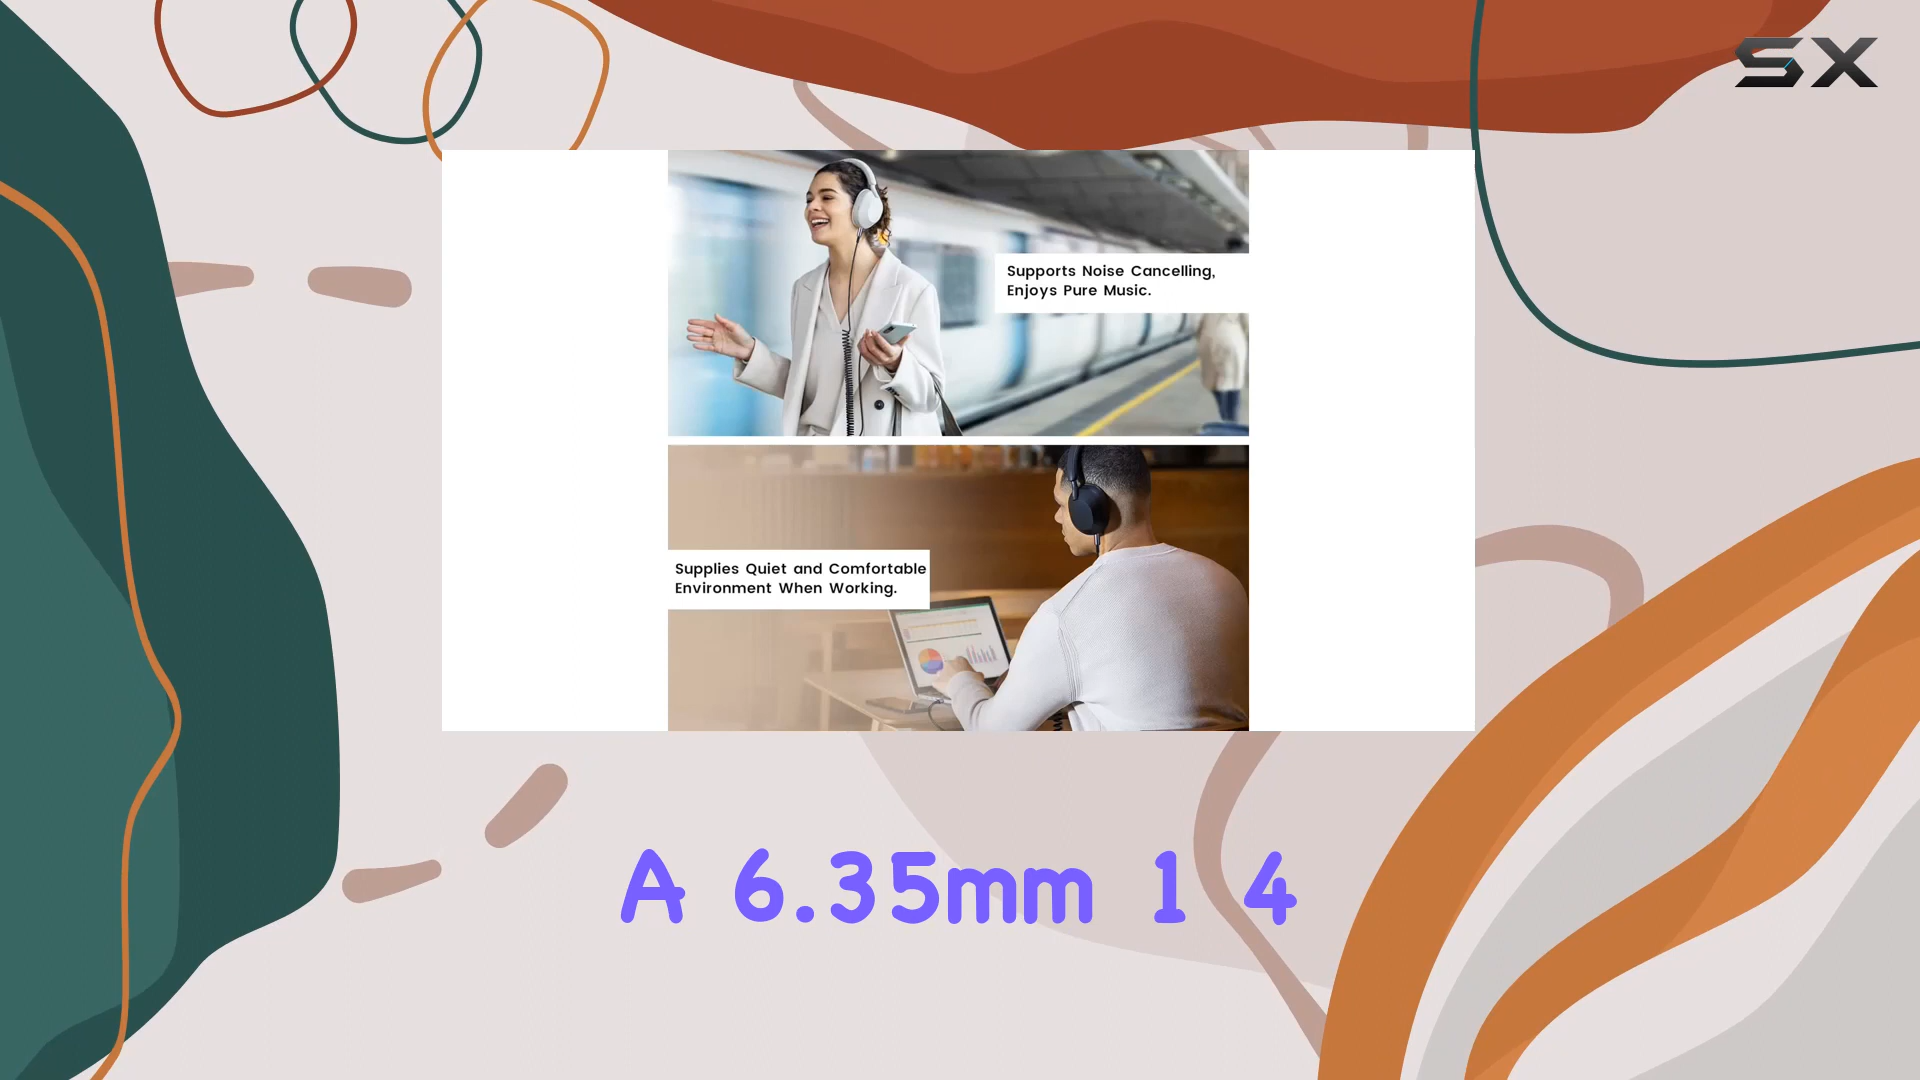 SX
Supports Noise Cancelling,
Enjoys Pure Music.
Supplies Quiet and Comfortable
Environment When Working.
A 6.35mm 1 4